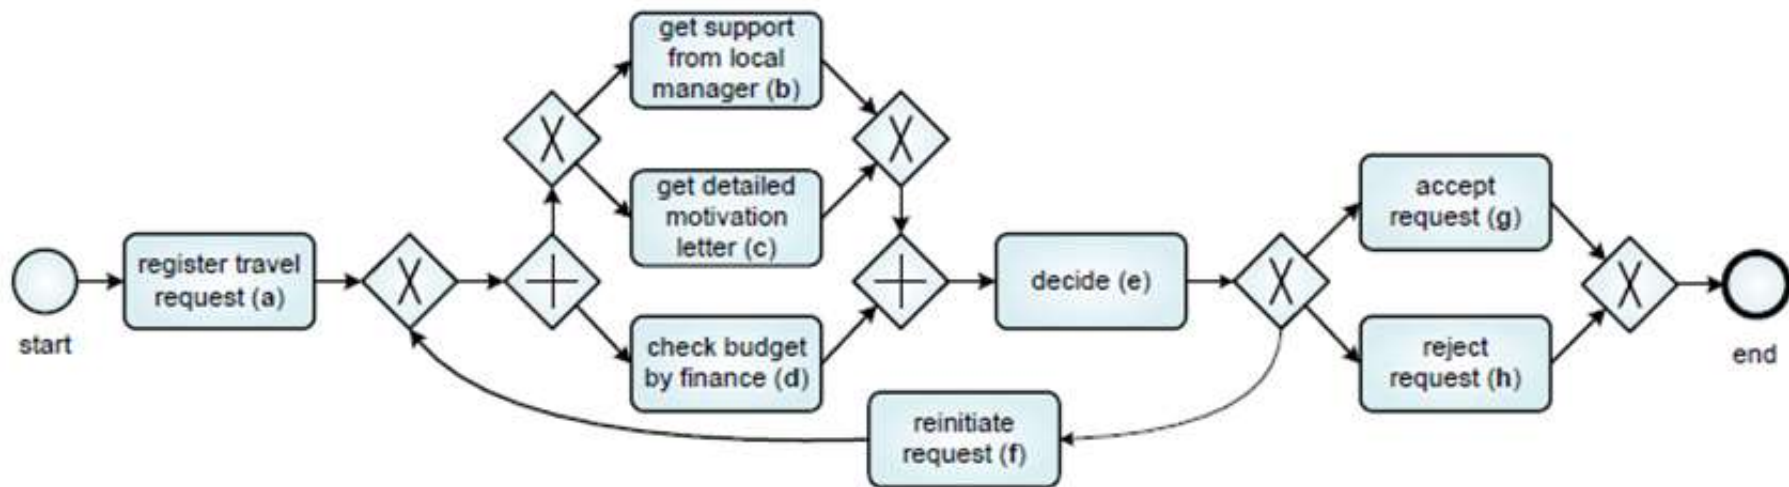 get support
from local
manager (b)
get detailed
motivation
letter (c)
accept
request (g)
register travel
request (a)
decide (e)
start
check budget
by finance (d)
reject
request (h)
end
reinitiate
request (f)